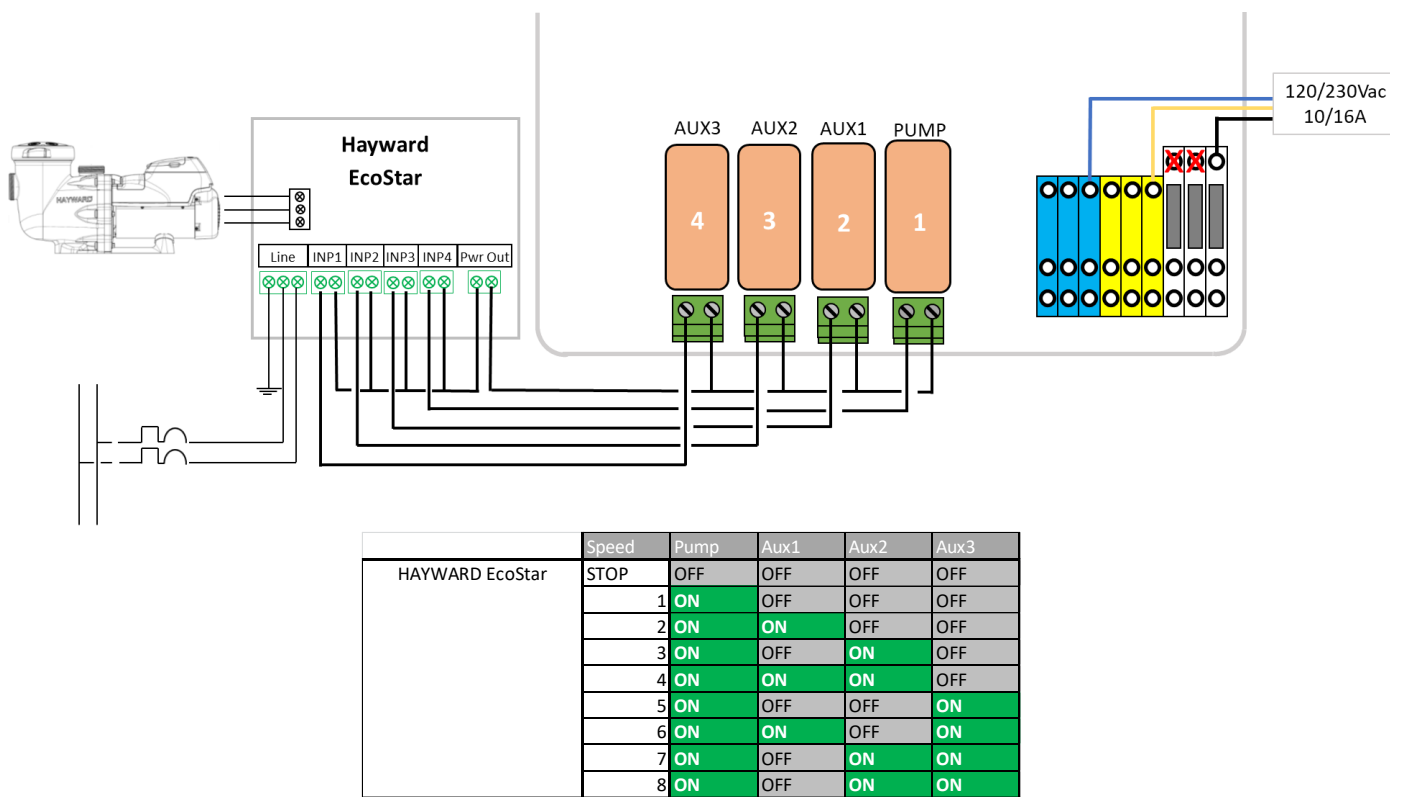 120/230Vac
10/16A
AUX3 AUX2 AUX1 PUMP
Hayward
EcoStar
HAYWARD
4 3 2 1
Line INP1 INP2 INP3 INP4 Pwr Out
Speed Pump Aux1 Aux2 Aux3
HAYWARD EcoStar STOP OFF OFF OFF OFF
1 ON OFF OFF OFF
2 ON ON OFF OFF
3 ON OFF ON OFF
4 ON ON ON OFF
5 ON OFF OFF ON
6 ON ON OFF ON
7 ON OFF ON ON
8 ON OFF ON ON